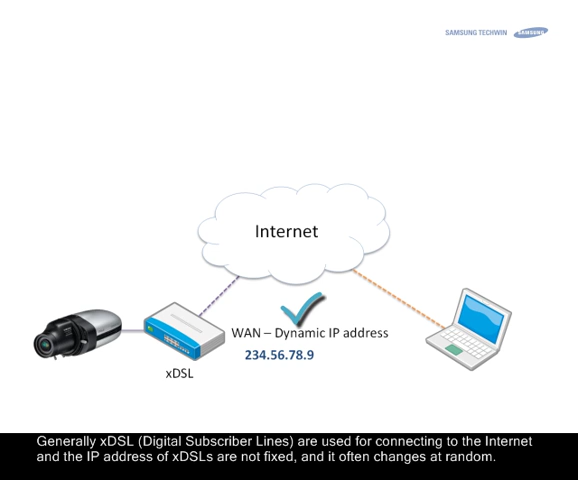 SAMSUNG TECHWIN SAMSUNG
Internet
WAN – Dynamic IP address
234.56.78.9
xDSL
Generally xDSL (Digital Subscriber Lines) are used for connecting to the Internet
and the IP address of xDSLs are not fixed, and it often changes at random.